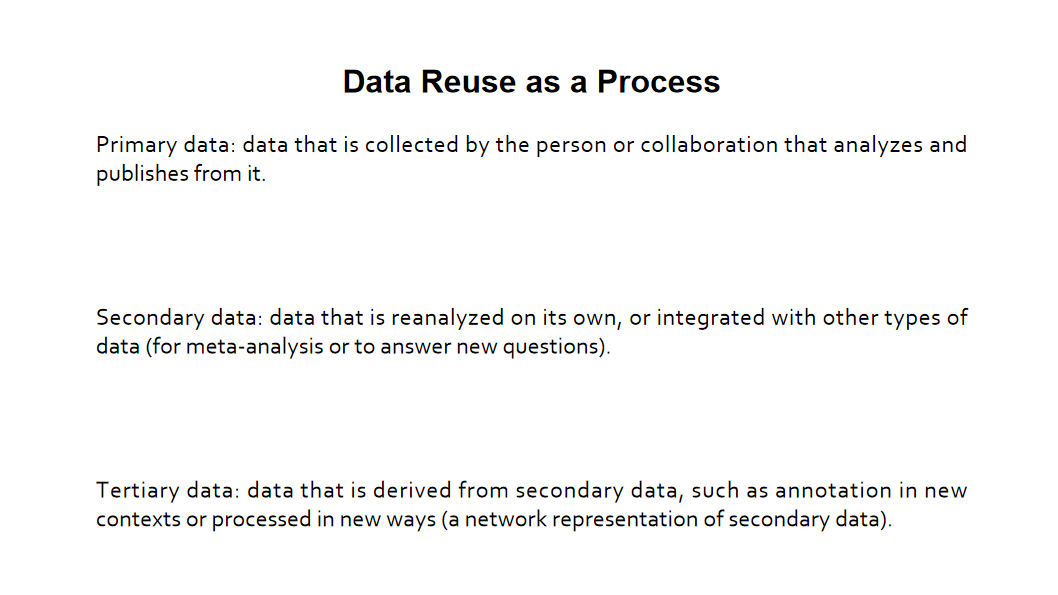 Data Reuse as a Process
Primary data: data that is collected by the person or collaboration that analyzes and
publishes from it.
Secondary data: data that is reanalyzed on its own, or integrated with other types of
data (for meta-analysis or to answer new questions).
Tertiary data: data that is derived from secondary data, such as annotation in new
contexts or processed in new ways (a network representation of secondary data).